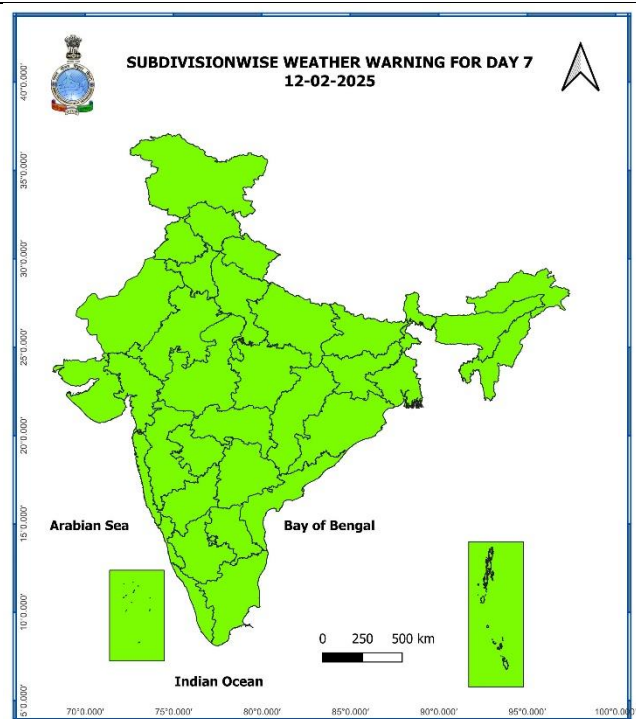 SUBDIVISIONWISE WEATHER WARNING FOR DAY 7
12-02-2025
40°0.000'
35°0.000'
30°0.000'
25°0.000'
20°0.000'
15°0.000'
10°0.000'
5°0.000'
Arabian Sea
Bay of Bengal
0 250 500 km
Indian Ocean
70°0.000' 75°0.000' 80°0.000' 85°0.000' 90°0.000' 95°0.000' 100°0.000'